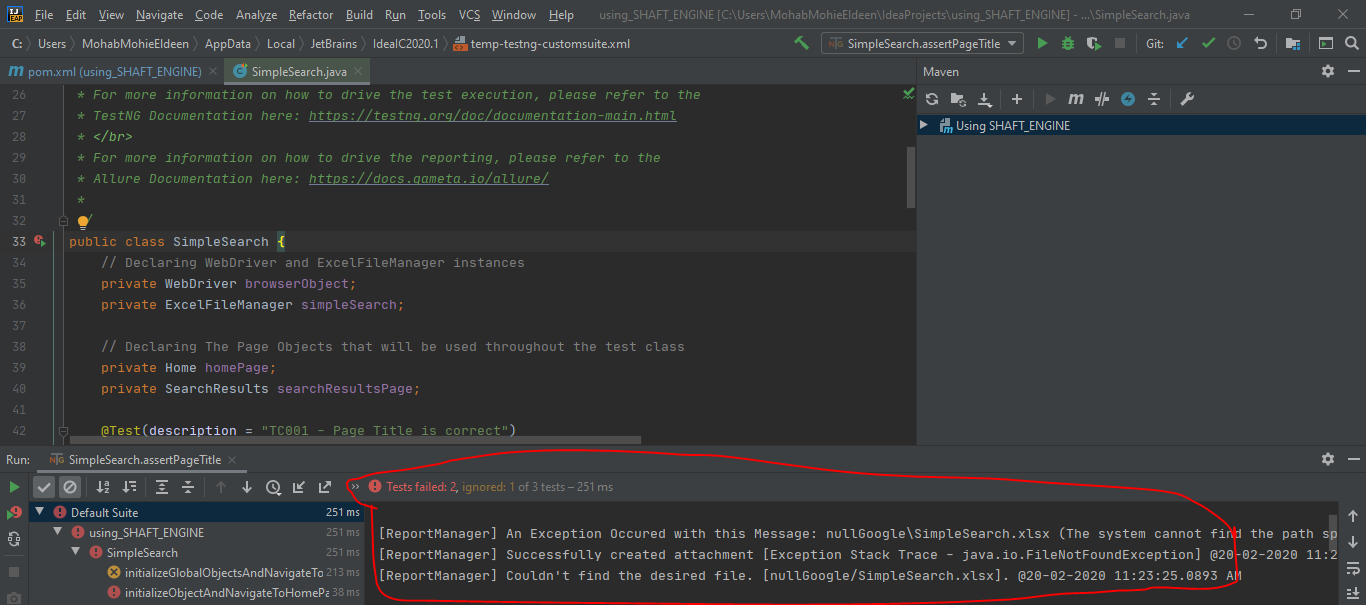 File Edit View Navigate Code Analyze Refactor Build Run Tools VCS Window Help using_SHAFT_ENGINE [C:\Users\MohabMohieEldeen\IdeaProjects\using_SHAFT_ENGINE] - ...\SimpleSearch.java
C: Users MohabMohieEldeen AppData Local JetBrains IdealC2020.1 temp-testng-customsuite.xml SimpleSearch.assertPageTitle Git:
pom.xml (using_SHAFT_ENGINE) SimpleSearch.java Maven
26 * For more information on how to drive the test execution, please refer to the
27 * TestNG Documentation here: https://testng.org/doc/documentation-main.html
28 * </br>
29 * For more information on how to drive the reporting, please refer to the
30 * Allure Documentation here: https://docs.qameta.io/allure/
31 *
32 /
33 public class SimpleSearch {
34 // Declaring WebDriver and ExcelFileManager instances
35 private WebDriver browserObject;
36 private ExcelFileManager simpleSearch;
37
38 // Declaring The Page Objects that will be used throughout the test class
39 private Home homePage;
40 private SearchResults searchResultsPage;
41
42 @Test(description = "TC001 - Page Title is correct")
Using SHAFT_ENGINE
Run: SimpleSearch.assertPageTitle
» Tests failed: 2, ignored: 1 of 3 tests – 251 ms
Default Suite 251 ms
using_SHAFT_ENGINE 251 ms
SimpleSearch 252 ms
initializeGlobalObjectsAndNavigateTo 213 ms
initializeObjectAndNavigateToHomePa 38 ms
[ReportManager] An Exception Occured with this Message: nullGoogle\SimpleSearch.xlsx (The system cannot find the path sp
[ReportManager] Successfully created attachment [Exception Stack Trace - java.io.FileNotFoundException] @20-02-2020 11:2
[ReportManager] Couldn't find the desired file. [nullGoogle/SimpleSearch.xlsx]. @20-02-2020 11:23:25.0893 AM